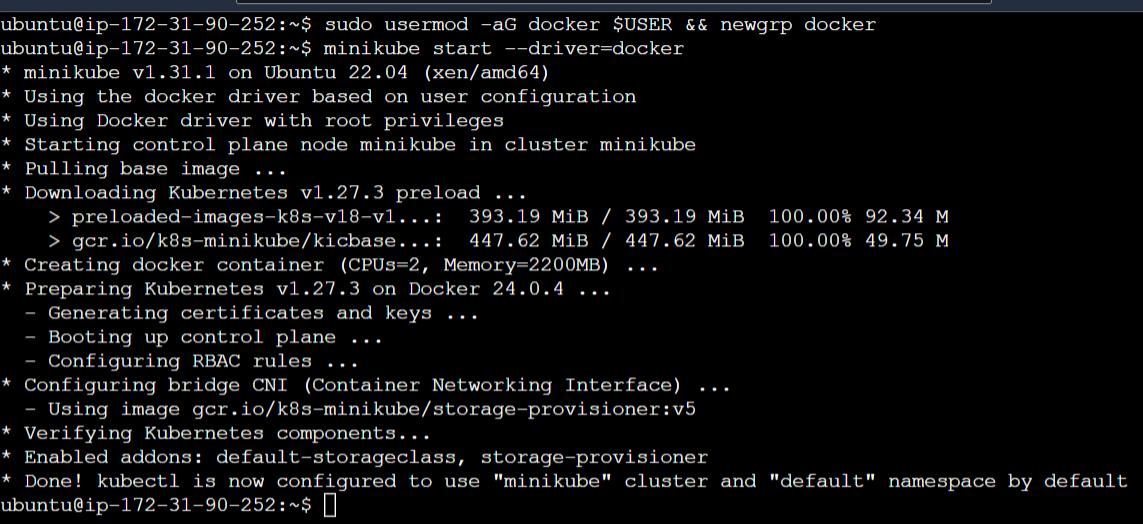 ubuntu@ip-172-31-90-252:~$ sudo usermod -aG docker $USER && newgrp docker
ubuntu@ip-172-31-90-252:~$ minikube start --driver=docker
* minikube v1.31.1 on Ubuntu 22.04 (xen/amd64)
* Using the docker driver based on user configuration
* Using Docker driver with root privileges
* Starting control plane node minikube in cluster minikube
* Pulling base image ...
* Downloading Kubernetes v1.27.3 preload ...
    > preloaded-images-k8s-v18-v1...:  393.19 MiB / 393.19 MiB  100.00% 92.34 M
    > gcr.io/k8s-minikube/kicbase...:  447.62 MiB / 447.62 MiB  100.00% 49.75 M
* Creating docker container (CPUs=2, Memory=2200MB) ...
* Preparing Kubernetes v1.27.3 on Docker 24.0.4 ...
  - Generating certificates and keys ...
  - Booting up control plane ...
  - Configuring RBAC rules ...
* Configuring bridge CNI (Container Networking Interface) ...
  - Using image gcr.io/k8s-minikube/storage-provisioner:v5
* Verifying Kubernetes components...
* Enabled addons: default-storageclass, storage-provisioner
* Done! kubectl is now configured to use "minikube" cluster and "default" namespace by default
ubuntu@ip-172-31-90-252:~$